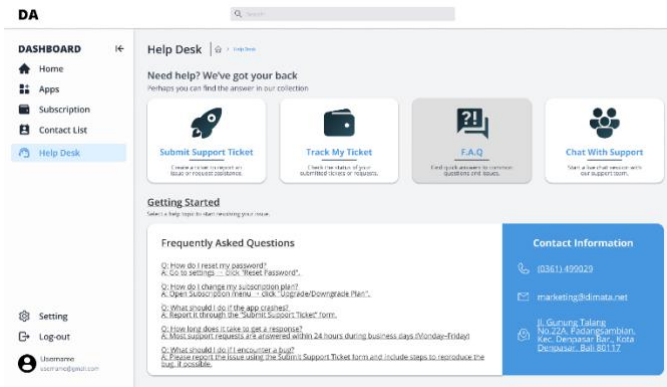 DA
Search
DASHBOARD
Home
Apps
Subscription
Contact List
Help Desk
Setting
Log-out
Username
username@gmail.com
Help Desk
Help Desk
Need help? We've got your back
Perhaps you can find the answer in our collection
Submit Support Ticket
Create a ticket to report an
issue or request assistance.
Track My Ticket
Check the status of your
submitted tickets or requests.
F.A.Q
Find quick answers to common
questions and issues.
Chat With Support
Start a live chat session with
our support team.
Getting Started
Select a help topic to start resolving your issue.
Frequently Asked Questions
Q: How do I reset my password?
A: Go to settings → click "Reset Password".
Q: How do I change my subscription plan?
A: Open Subscription menu → click "Upgrade/Downgrade Plan".
Q: What should I do if the app crashes?
A: Report it through the "Submit Support Ticket" form.
Q: How long does it take to get a response?
A: Most support requests are answered within 24 hours during business days (Monday–Friday)
Q: What should I do if I encounter a bug?
A: Please report the issue using the Submit Support Ticket form and include steps to reproduce the
bug, if possible.
Contact Information
(0361) 499029
marketing@dimata.net
Jl. Gunung Talang
No.22A, Padangsambian,
Kec. Denpasar Bar., Kota
Denpasar, Bali 80117